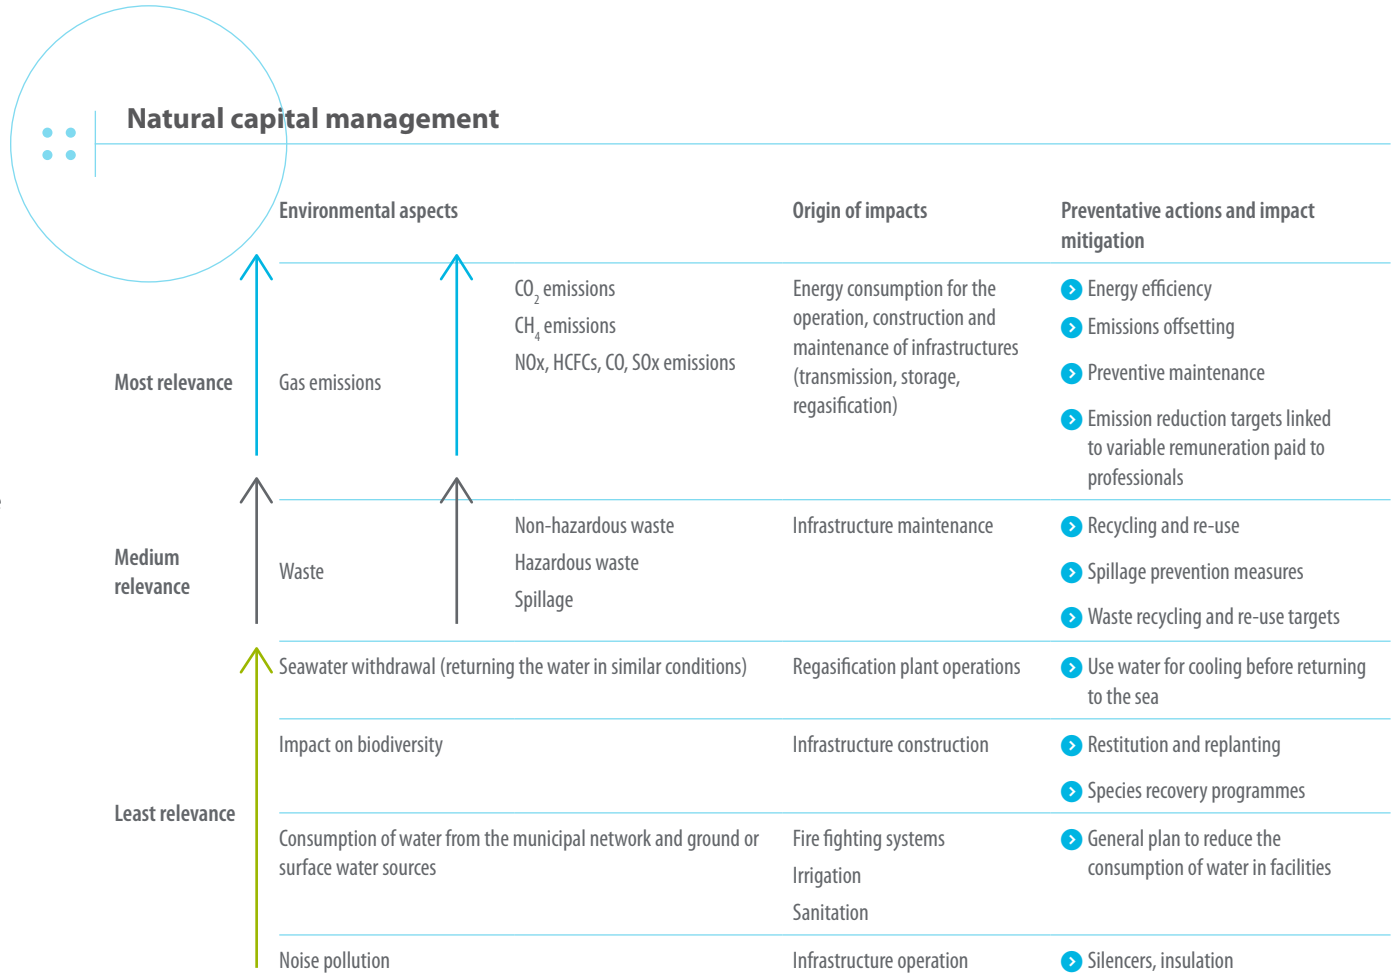 Natural capital management
Environmental aspects
Origin of impacts
Preventative actions and impact
mitigation
Most relevance
Gas emissions
CO2 emissions
CH4 emissions
NOx, HCFCs, CO, SOx emissions
Energy consumption for the
operation, construction and
maintenance of infrastructures
(transmission, storage,
regasification)
Energy efficiency
Emissions offsetting
Preventive maintenance
Emission reduction targets linked
to variable remuneration paid to
professionals
Medium
relevance
Waste
Non-hazardous waste
Hazardous waste
Spillage
Infrastructure maintenance
Recycling and re-use
Spillage prevention measures
Waste recycling and re-use targets
Least relevance
Seawater withdrawal (returning the water in similar conditions)
Regasification plant operations
Use water for cooling before returning
to the sea
Impact on biodiversity
Infrastructure construction
Restitution and replanting
Species recovery programmes
Consumption of water from the municipal network and ground or
surface water sources
Fire fighting systems
Irrigation
Sanitation
General plan to reduce the
consumption of water in facilities
Noise pollution
Infrastructure operation
Silencers, insulation